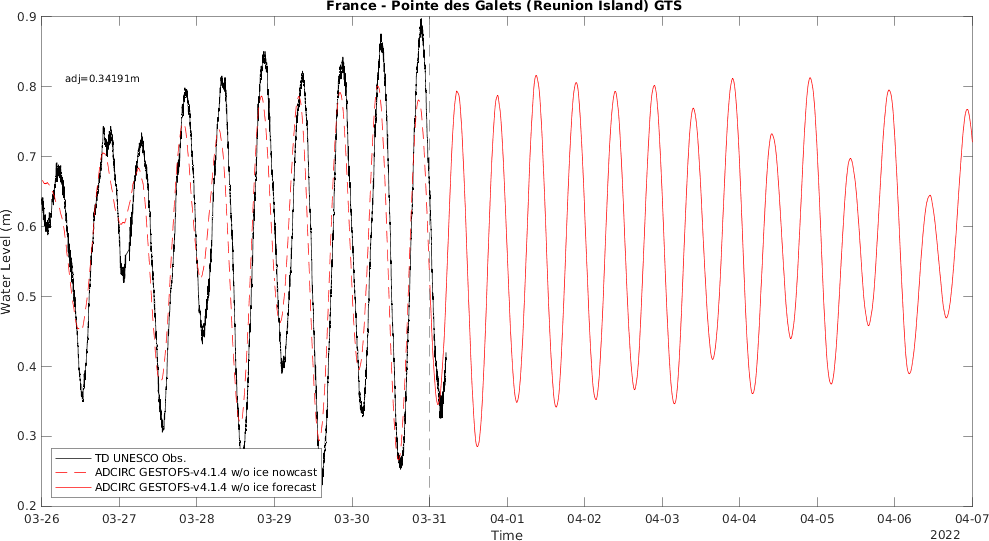 France - Pointe des Galets (Reunion Island) GTS
0.9
0.8
0.7
0.6
0.5
0.4
0.3
0.2
Water Level (m)
adj=0.34191m
TD UNESCO Obs.
ADCIRC GESTOFS-v4.1.4 w/o ice nowcast
ADCIRC GESTOFS-v4.1.4 w/o ice forecast
03-26 03-27 03-28 03-29 03-30 03-31 04-01 04-02 04-03 04-04 04-05 04-06 04-07
Time
2022